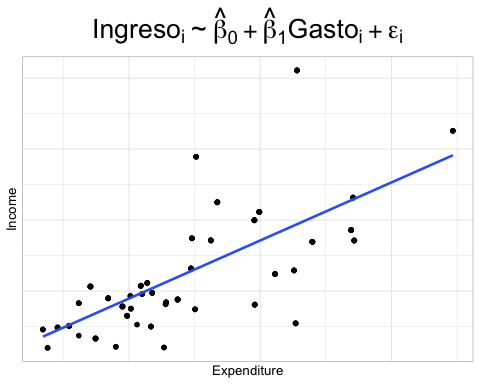 Ingresoᵢ ~ β̂₀ + β̂₁Gastoᵢ + εᵢ
Income
Expenditure